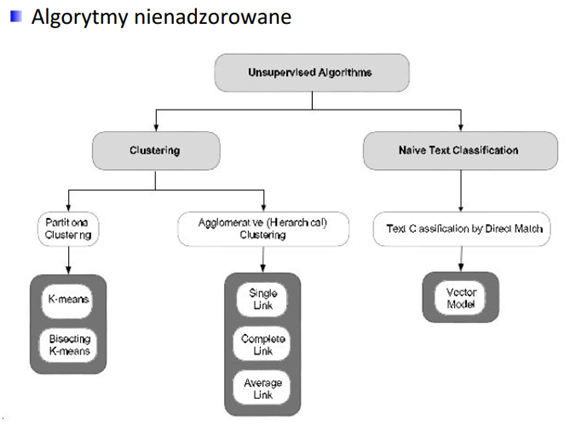 Algorytmy nienadzorowane
Unsupervised Algorithms
Clustering
Naive Text Classification
Partitiona
Clustering
Agglomerative (Hierarchical)
Clustering
Text Classification by Direct Match
K-means
Bisecting
K-means
Single
Link
Complete
Link
Average
Link
Vector
Model